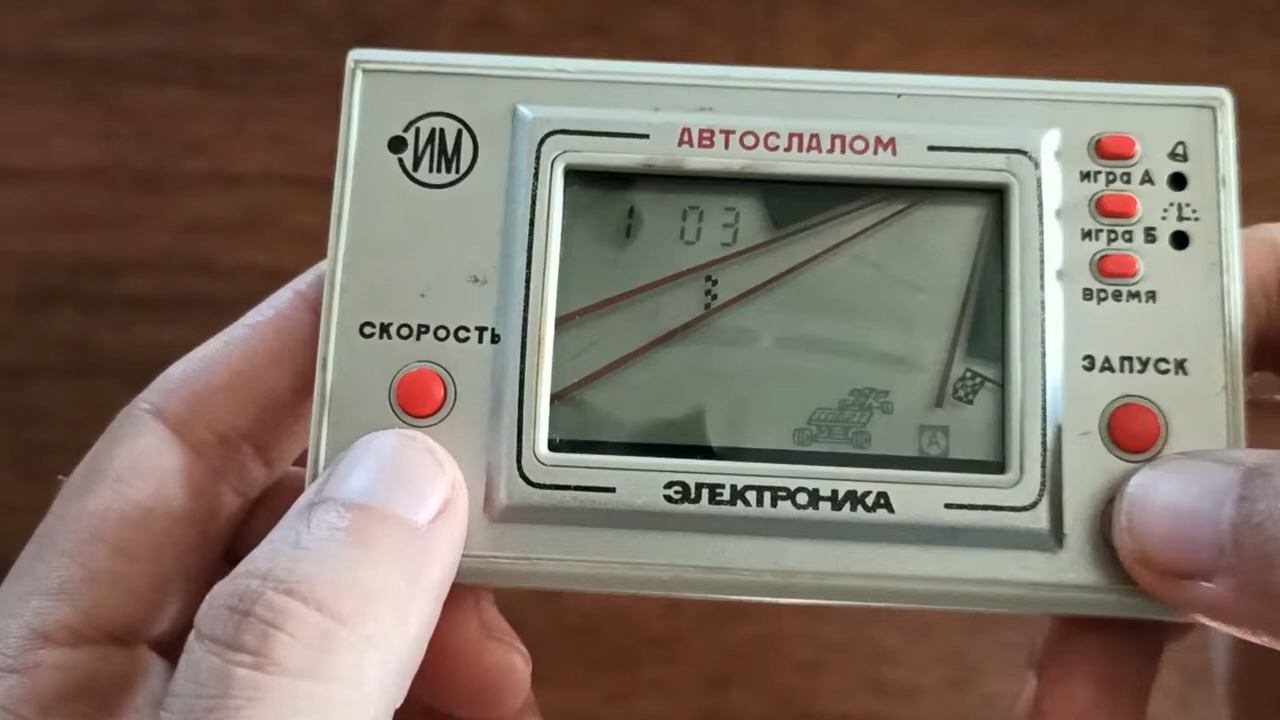 ИМ
АВТОСЛАЛОМ
игра А
игра Б
время
1 03
СКОРОСТЬ
ЗАПУСК
А
ЭЛЕКТРОНИКА